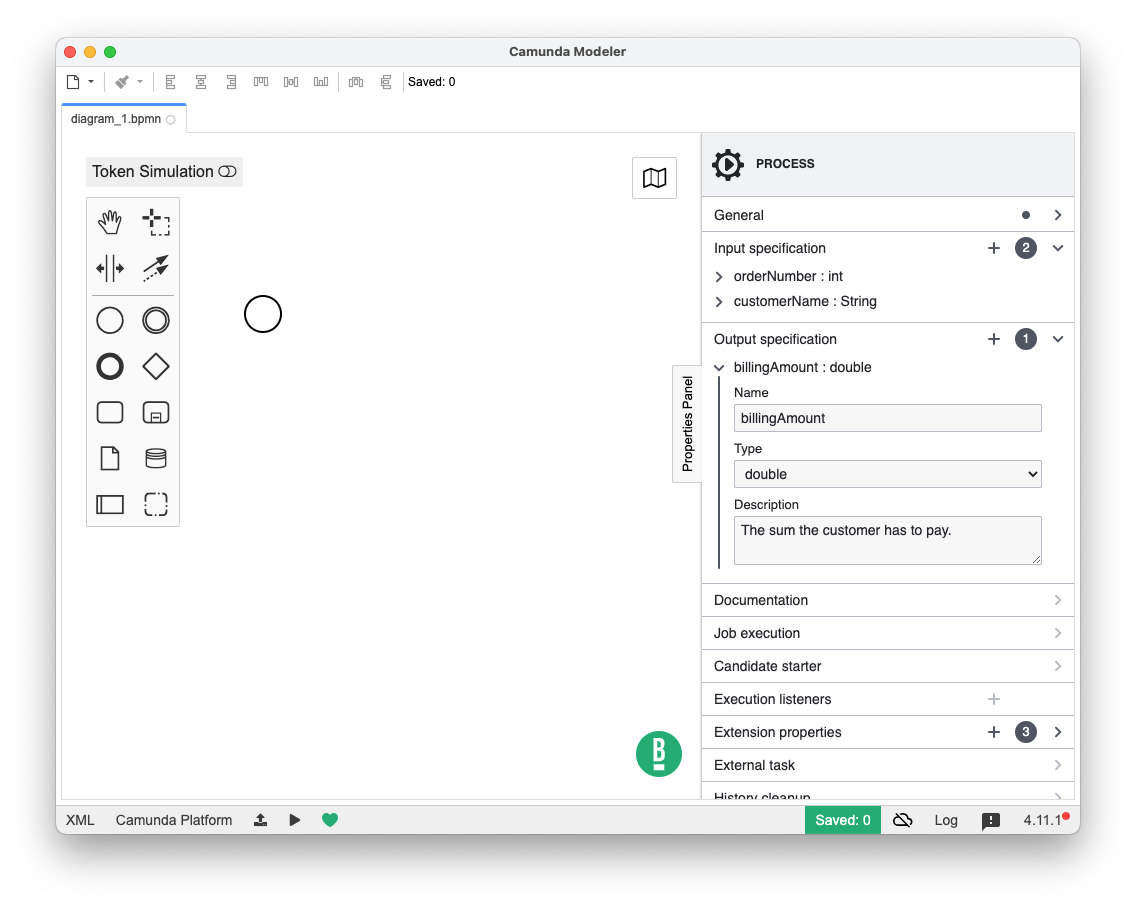 Camunda Modeler
Saved: 0
diagram_1.bpmn
Token Simulation
Properties Panel
PROCESS
General
Input specification 2
orderNumber : int
customerName : String
Output specification 1
billingAmount : double
Name
billingAmount
Type
double
Description
The sum the customer has to pay.
Documentation
Job execution
Candidate starter
Execution listeners
Extension properties 3
External task
History cleanup
B
XML Camunda Platform Saved: 0 Log 4.11.1